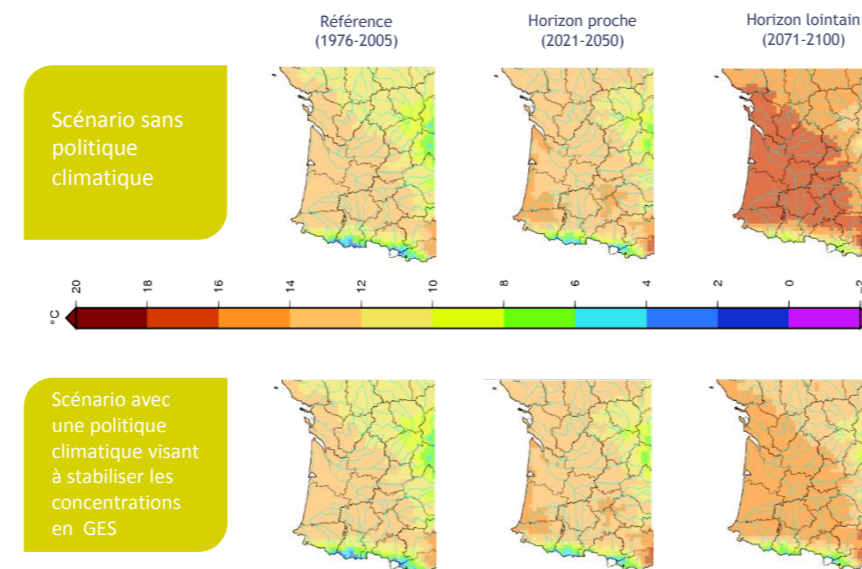 Référence
(1976-2005)
Horizon proche
(2021-2050)
Horizon lointain
(2071-2100)
Scénario sans
politique
climatique
°C
20
18
16
14
12
10
8
6
4
2
0
-2
Scénario avec
une politique
climatique visant
à stabiliser les
concentrations
en GES